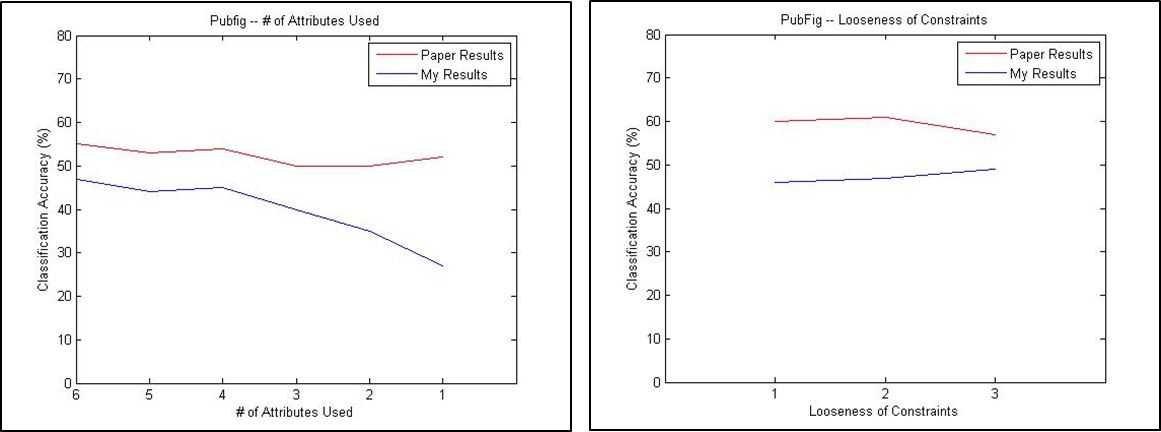 Pubfig -- # of Attributes Used
80
70
60
50
40
30
20
10
0
Classification Accuracy (%)
Paper Results
My Results
6 5 4 3 2 1
# of Attributes Used
PubFig -- Looseness of Constraints
80
70
60
50
40
30
20
10
0
Classification Accuracy (%)
Paper Results
My Results
1 2 3
Looseness of Constraints